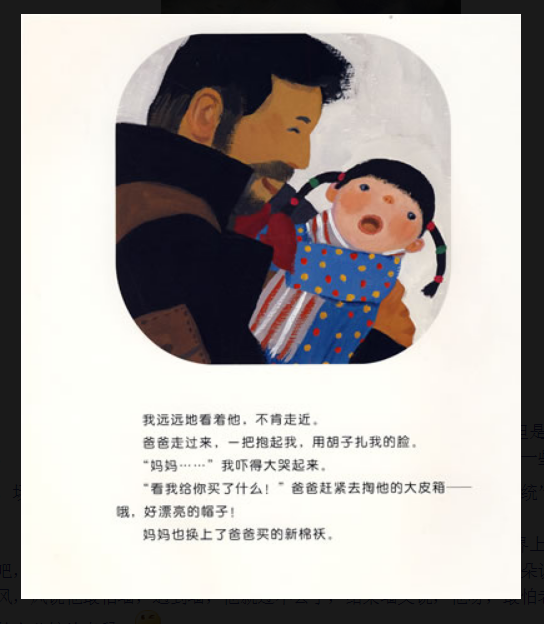 我远远地看着他，不肯走近。
爸爸走过来，一把抱起我，用胡子扎我的脸。
“妈妈……”我吓得大哭起来。
“看我给你买了什么！”爸爸赶紧去掏他的大皮箱——
哦，好漂亮的帽子！
妈妈也换上了爸爸买的新棉袄。